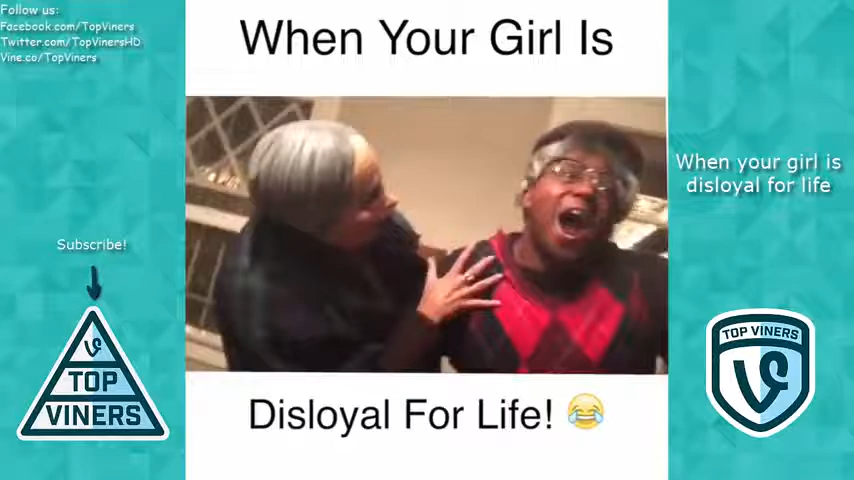 Follow us:
Facebook.com/TopViners
Twitter.com/TopVinersHD
Vine.co/TopViners
When Your Girl Is
When your girl is
disloyal for life
Subscribe!
TOP
VINERS
TOP VINERS
Disloyal For Life! 😂